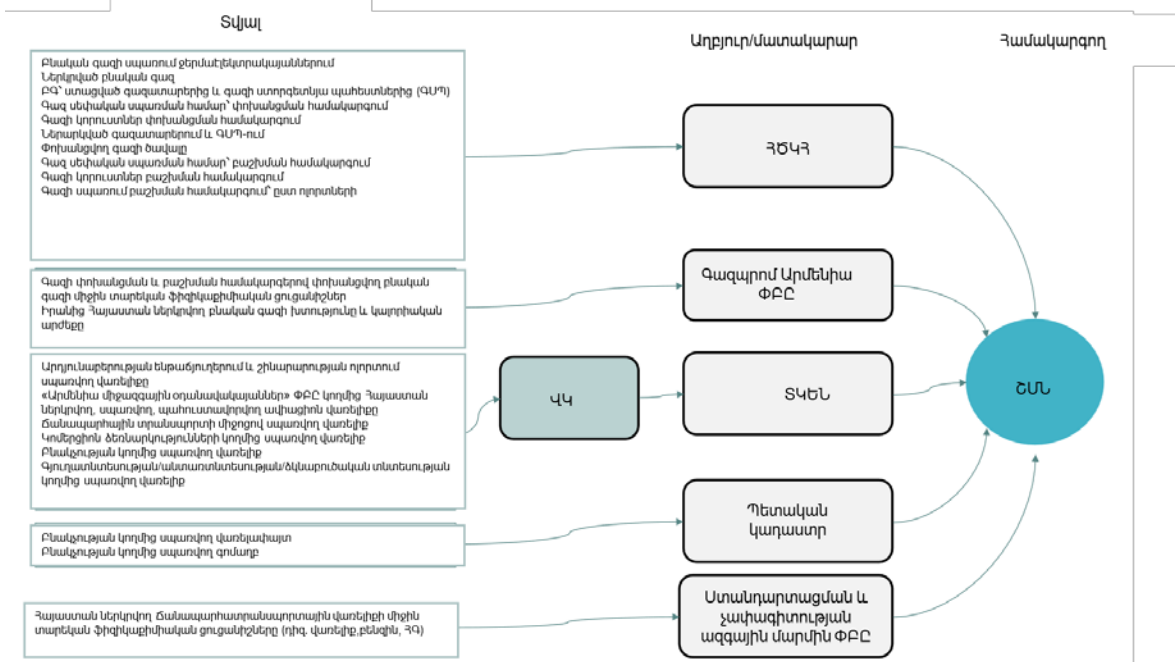 Տվյալ
Աղբյուր/մատակարար
Համակարգող
Բնական գազի սպառում ջերմաէլեկտրակայաններում
Ներկրված բնական գազ
ԲԳ՝ ստացված գազատարերից և գազի ստորգետնյա պահեստներից (ԳՍՊ)
Գազ սեփական սպառման համար՝ փոխանցման համակարգում
Գազի կորուստներ փոխանցման համակարգում
Ներարկված գազատարերում և ԳՍՊ-ում
Փոխանցվող գազի ծավալը
Գազ սեփական սպառման համար՝ բաշխման համակարգում
Գազի կորուստներ բաշխման համակարգում
Գազի սպառում բաշխման համակարգում՝ ըստ ոլորտների
ՀԾԿՀ
Գազի փոխանցման և բաշխման համակարգերով փոխանցվող բնական
գազի միջին տարեկան ֆիզիկաքիմիական ցուցանիշներ
Իրանից Հայաստան ներկրվող բնական գազի խտությունը և կալորիական
արժեքը
Գազպրոմ Արմենիա
ՓԲԸ
Արդյունաբերության ենթաճյուղերում և շինարարության ոլորտում
սպառվող վառելիքը
«Արմենիա միջազգային օդանավակայաններ» ՓԲԸ կողմից Հայաստան
ներկրվող, սպառվող, պահուստավորվող ավիացիոն վառելիքը
Ճանապարհային տրանսպորտի միջոցով սպառվող վառելիք
Կոմերցիոն ձեռնարկությունների կողմից սպառվող վառելիք
Բնակչության կողմից սպառվող վառելիք
Գյուղատնտեսության/անտառտնտեսության/ձկնաբուծական տնտեսության
կողմից սպառվող վառելիք
ՎԿ
ՏԿԵՆ
ՇՄՆ
Բնակչության կողմից սպառվող վառելափայտ
Բնակչության կողմից սպառվող գոմաղբ
Պետական
կադաստր
Հայաստան ներկրվող Ճանապարհատրանսպորտային վառելիքի միջին
տարեկան ֆիզիկաքիմիական ցուցանիշները (դիզ. վառելիք,բենզին, ՀԳ)
Ստանդարտացման և
չափագիտության
ազգային մարմին ՓԲԸ